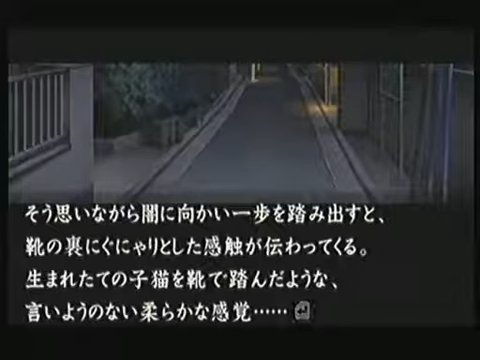 そう思いながら闇に向かい一歩を踏み出すと、
靴の裏にぐにゃりとした感触が伝わってくる。
生まれたての子猫を靴で踏んだような、
言いようのない柔らかな感覚……